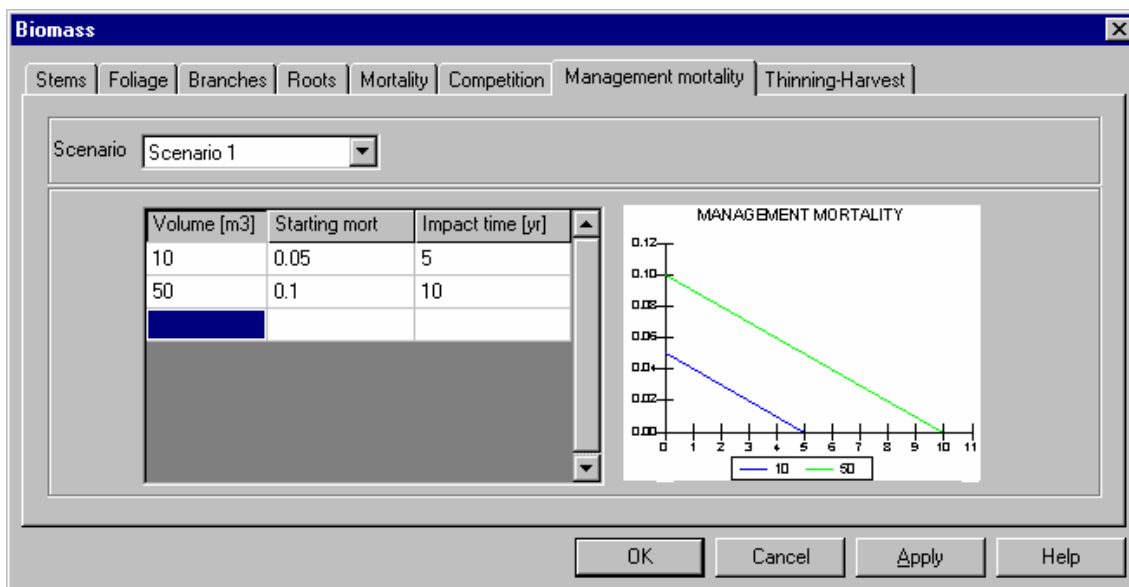 Biomass
Stems Foliage Branches Roots Mortality Competition Management mortality Thinning-Harvest
Scenario Scenario 1
Volume [m3] Starting mort Impact time [yr]
10 0.05 5
50 0.1 10
MANAGEMENT MORTALITY
0.12
0.10
0.08
0.06
0.04
0.02
0.00
0 1 2 3 4 5 6 7 8 9 10 11
10 50
OK Cancel Apply Help